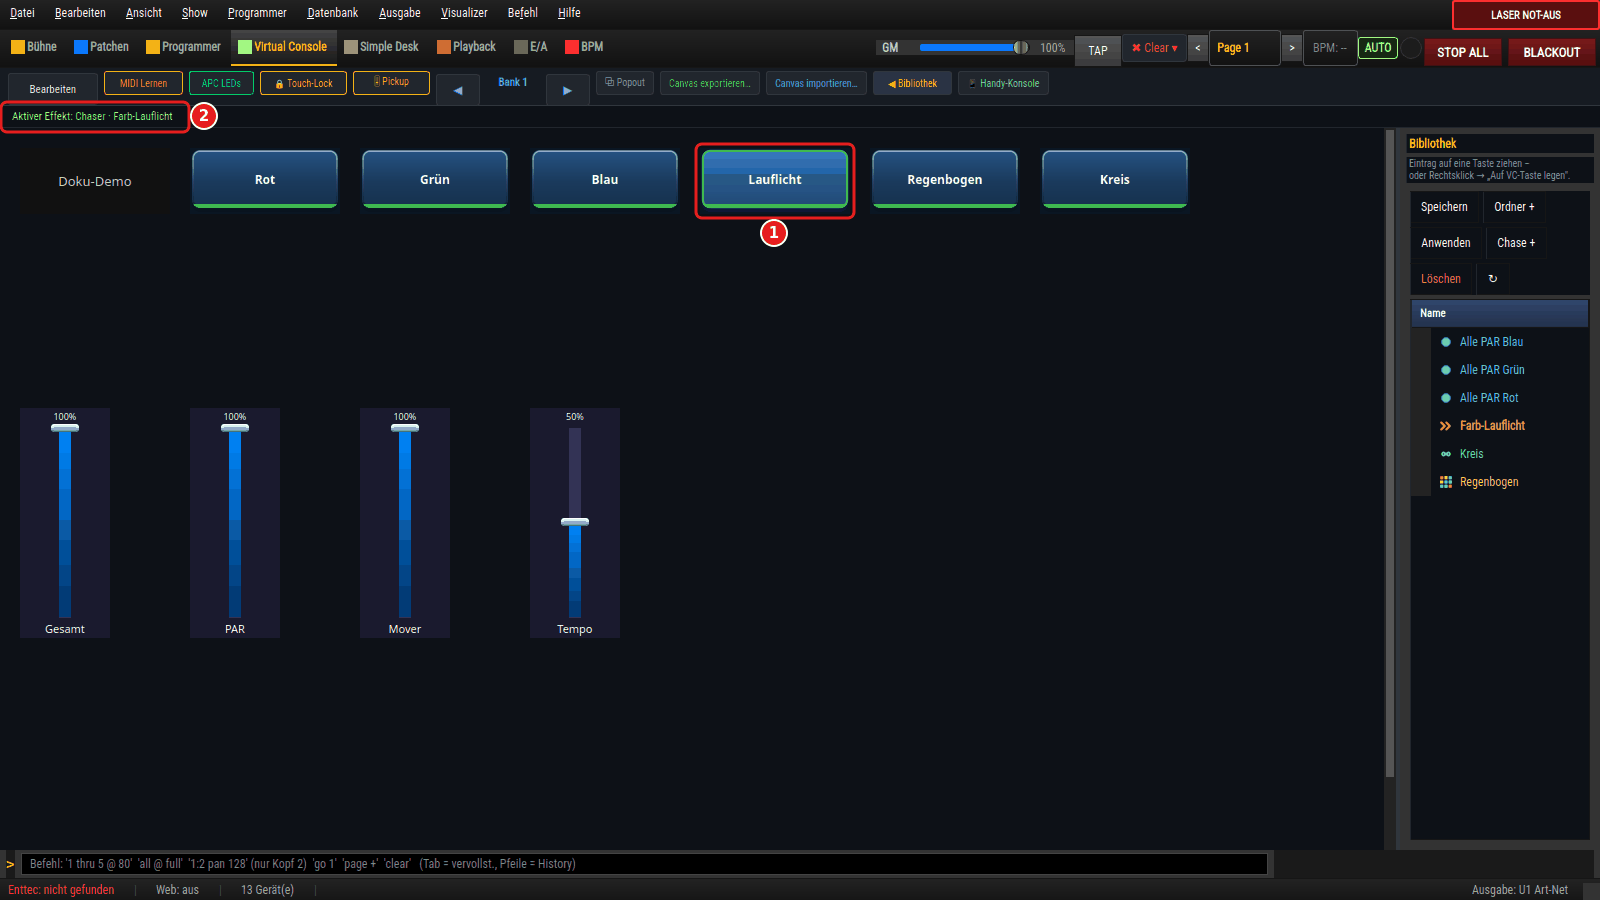 Datei Bearbeiten Ansicht Show Programmer Datenbank Ausgabe Visualizer Befehl Hilfe
LASER NOT-AUS
Bühne Patchen Programmer Virtual Console Simple Desk Playback E/A BPM
GM 100% TAP ✖ Clear ▾ < Page 1 > BPM: -- AUTO STOP ALL BLACKOUT
Bearbeiten MIDI Lernen APC LEDs Touch-Lock Pickup ◀ Bank 1 ▶ Popout Canvas exportieren... Canvas importieren... ◀ Bibliothek Handy-Konsole
Aktiver Effekt: Chaser · Farb-Lauflicht 2
Doku-Demo Rot Grün Blau Lauflicht Regenbogen Kreis
1
100% 100% 100% 50%
Gesamt PAR Mover Tempo
Bibliothek
Eintrag auf eine Taste ziehen –
oder Rechtsklick → „Auf VC-Taste legen".
Speichern Ordner +
Anwenden Chase +
Löschen ↻
Name
Alle PAR Blau
Alle PAR Grün
Alle PAR Rot
Farb-Lauflicht
Kreis
Regenbogen
> Befehl: '1 thru 5 @ 80' 'all @ full' '1:2 pan 128' (nur Kopf 2) 'go 1' 'page +' 'clear' (Tab = vervollst., Pfeile = History)
Enttec: nicht gefunden Web: aus 13 Gerät(e) Ausgabe: U1 Art-Net